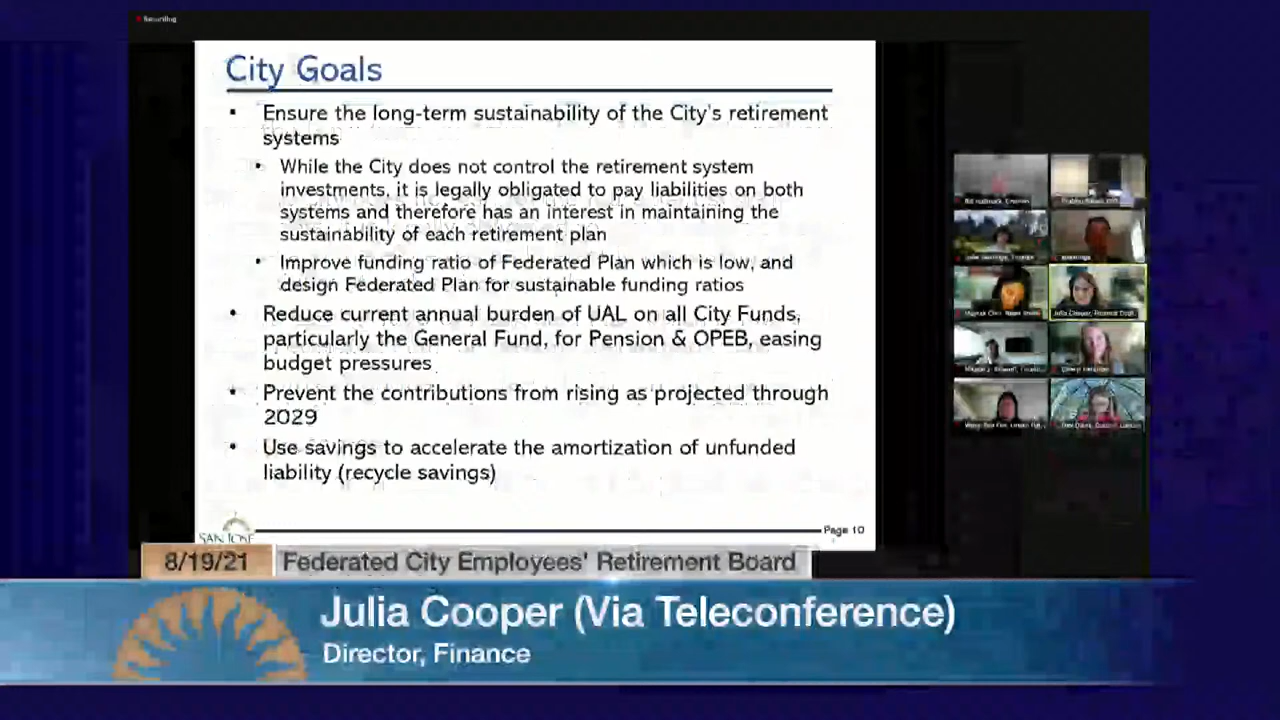 Recording
City Goals
▪ Ensure the long-term sustainability of the City's retirement
systems
• While the City does not control the retirement system
investments, it is legally obligated to pay liabilities on both
systems and therefore has an interest in maintaining the
sustainability of each retirement plan
• Improve funding ratio of Federated Plan which is low, and
design Federated Plan for sustainable funding ratios
• Reduce current annual burden of UAL on all City Funds,
particularly the General Fund, for Pension & OPEB, easing
budget pressures
• Prevent the contributions from rising as projected through
2029
• Use savings to accelerate the amortization of unfunded
liability (recycle savings)
SAN JOSE
Page 10
Julia Cooper, Finance
8/19/21
Federated City Employees' Retirement Board
Julia Cooper (Via Teleconference)
Director, Finance